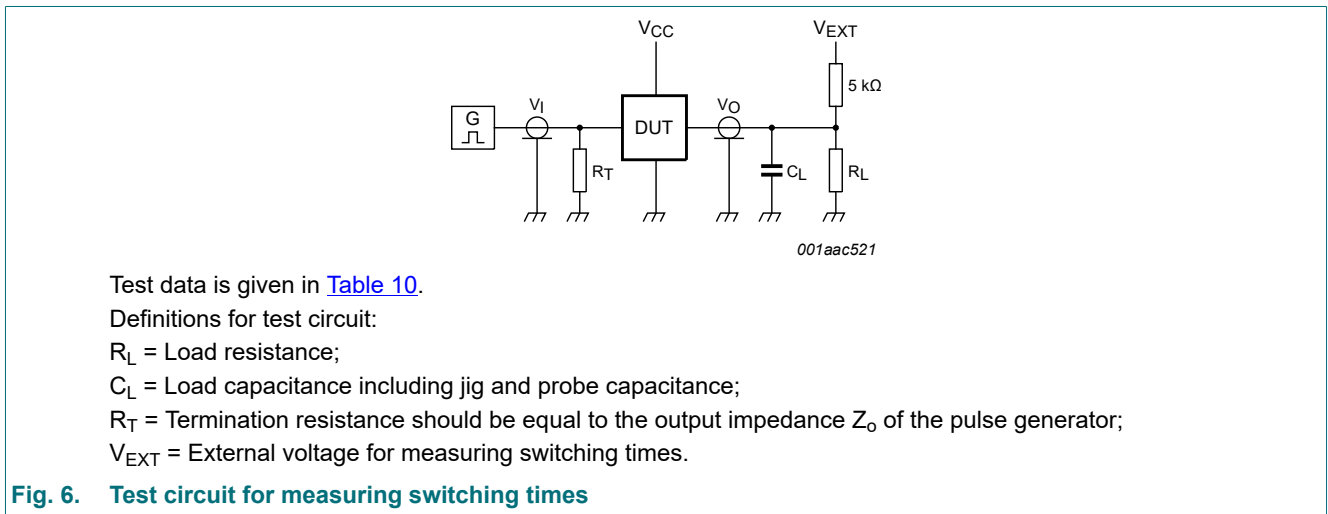 VCC
VEXT
5 kΩ
G
VI
DUT
VO
RT
CL
RL
001aac521
Test data is given in Table 10.
Definitions for test circuit:
RL = Load resistance;
CL = Load capacitance including jig and probe capacitance;
RT = Termination resistance should be equal to the output impedance Zo of the pulse generator;
VEXT = External voltage for measuring switching times.
Fig. 6. Test circuit for measuring switching times